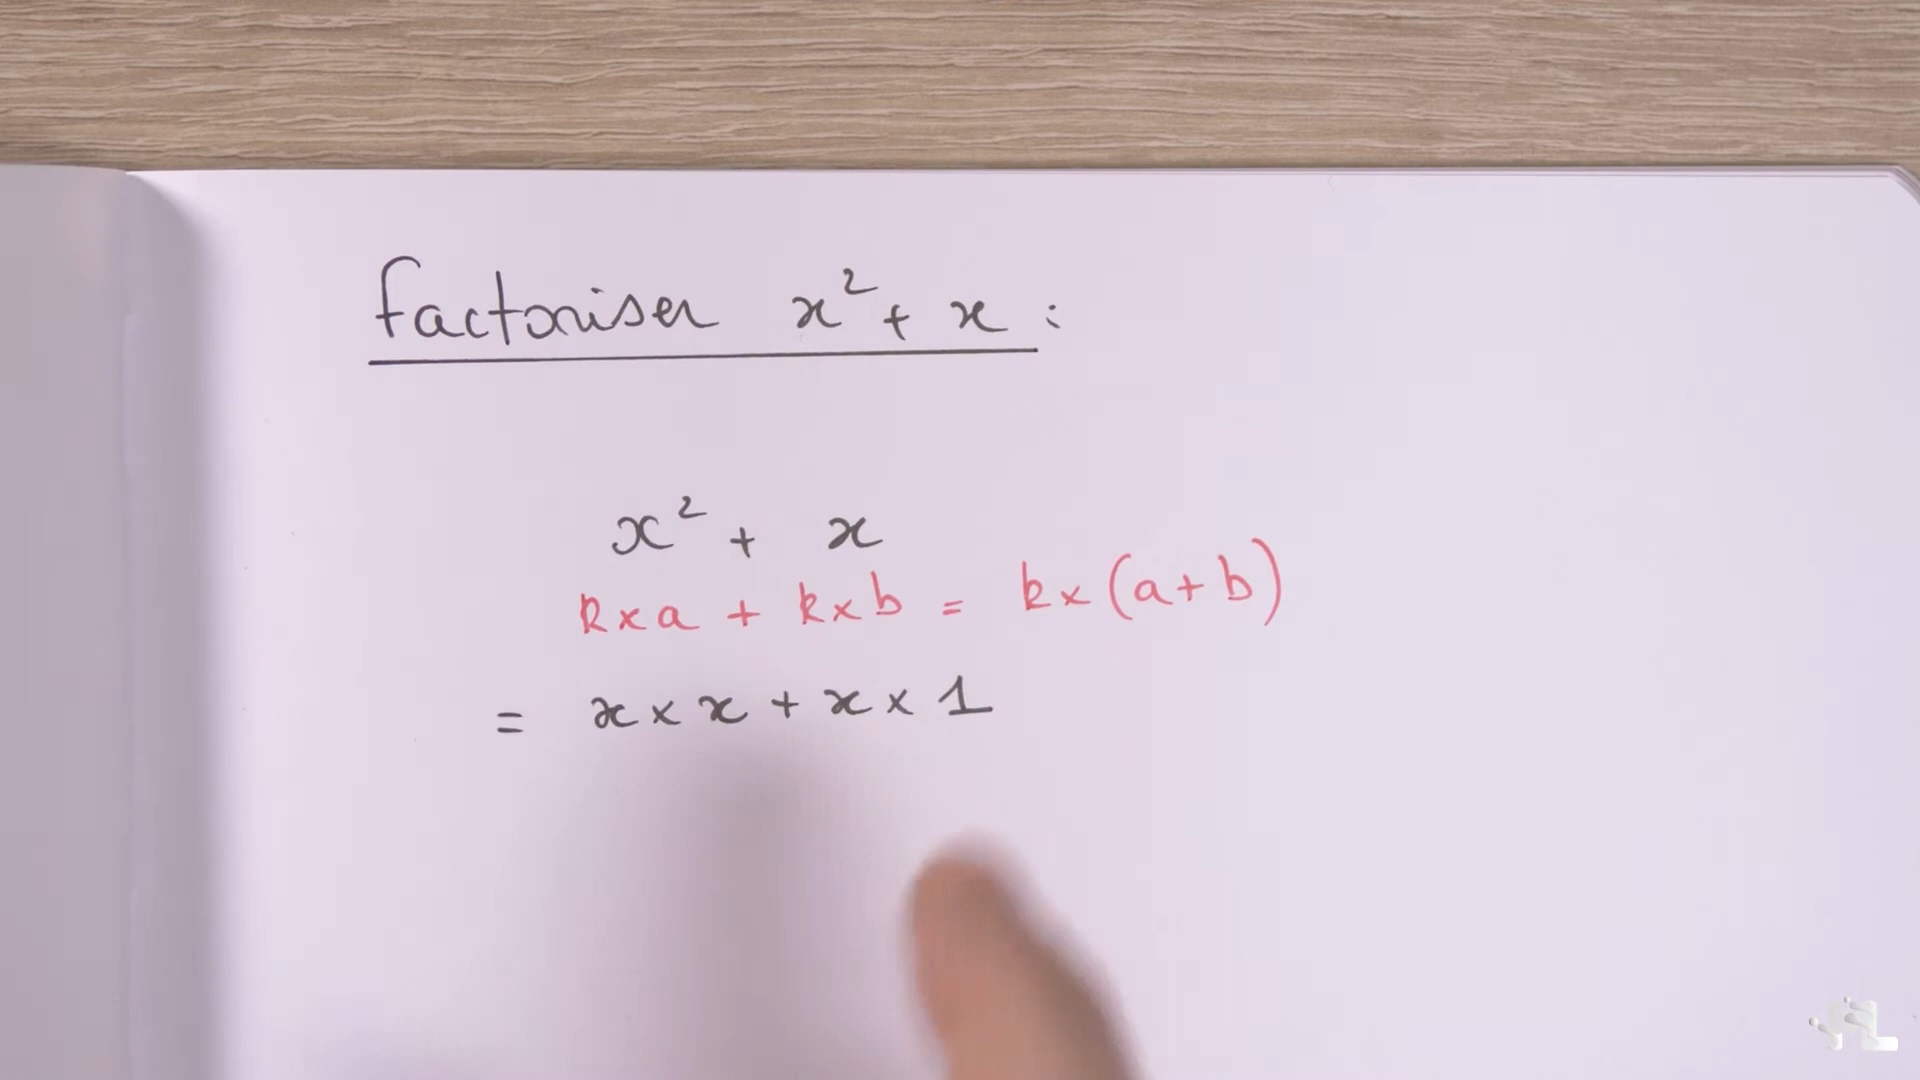 factoriser x² + x :
x² + x
k×a + k×b = k×(a+b)
= x×x + x×1